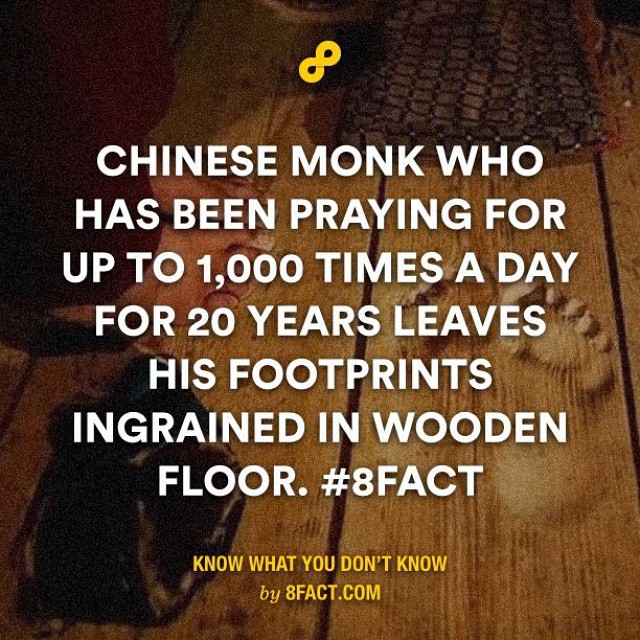 CHINESE MONK WHO
HAS BEEN PRAYING FOR
UP TO 1,000 TIMES A DAY
FOR 20 YEARS LEAVES
HIS FOOTPRINTS
INGRAINED IN WOODEN
FLOOR. #8FACT
KNOW WHAT YOU DON'T KNOW
by 8FACT.COM